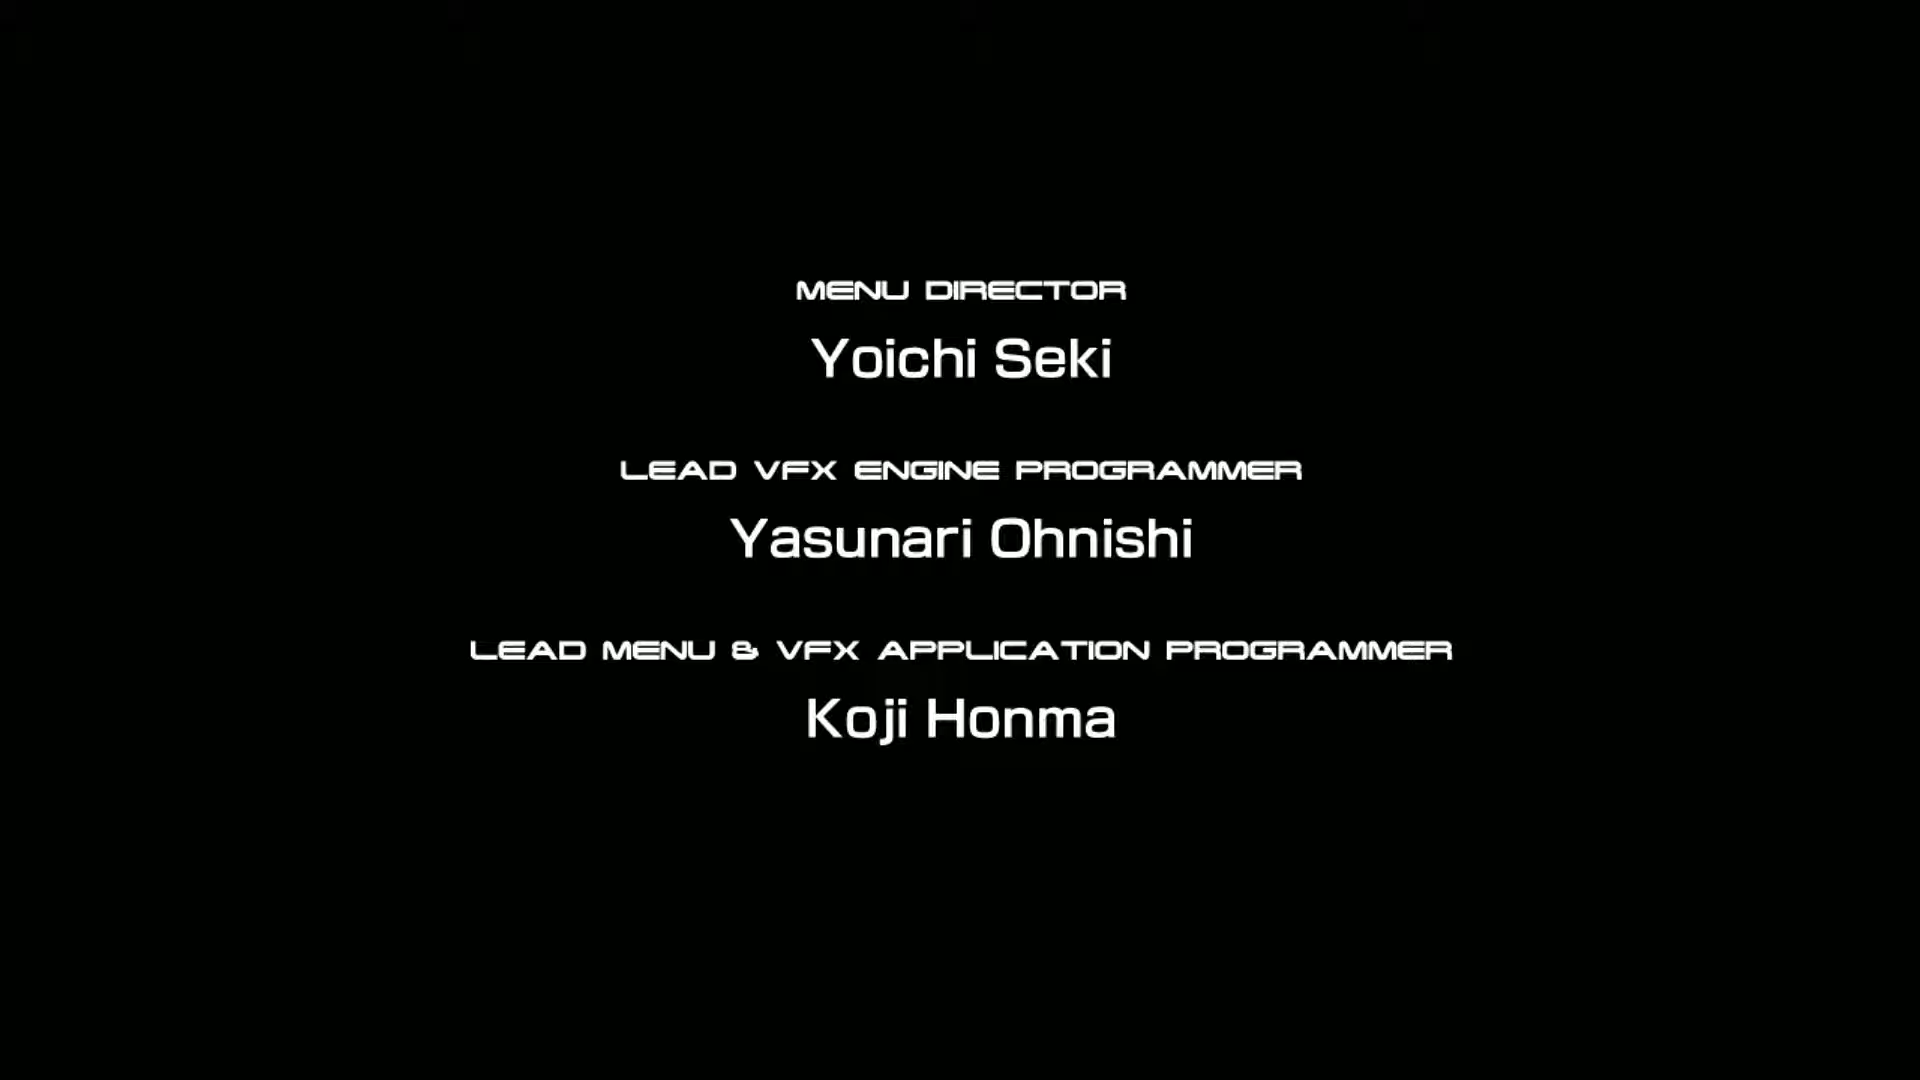 MENU DIRECTOR
Yoichi Seki
LEAD VFX ENGINE PROGRAMMER
Yasunari Ohnishi
LEAD MENU & VFX APPLICATION PROGRAMMER
Koji Honma